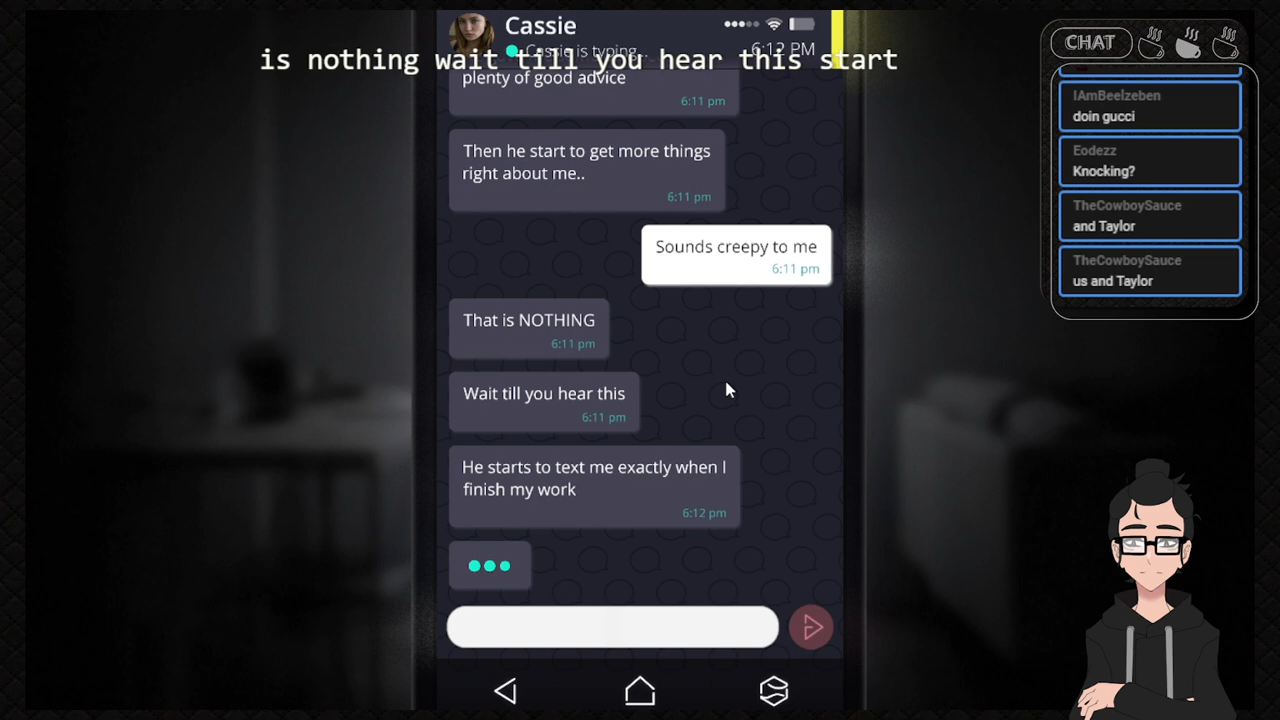 Cassie
Cassie is typing...
6:12 PM
is nothing wait till you hear this start
plenty of good advice
6:11 pm
Then he start to get more things
right about me..
6:11 pm
Sounds creepy to me
6:11 pm
That is NOTHING
6:11 pm
Wait till you hear this
6:11 pm
He starts to text me exactly when I
finish my work
6:12 pm
CHAT
IAmBeelzeben
doin gucci
Eodezz
Knocking?
TheCowboySauce
and Taylor
TheCowboySauce
us and Taylor